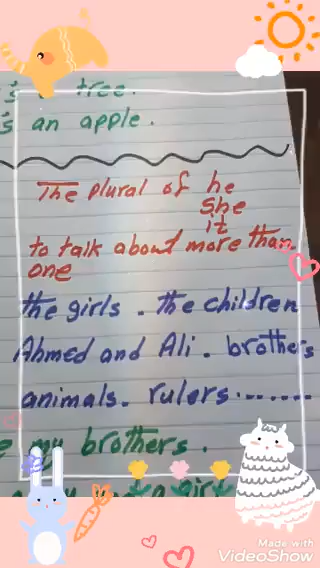 's tree.
's an apple.
The plural of he
she
it
to talk about more than
one
the girls. the children
Ahmed and Ali. brothers
animals. rulers.......
my brothers.
Made with
VideoShow